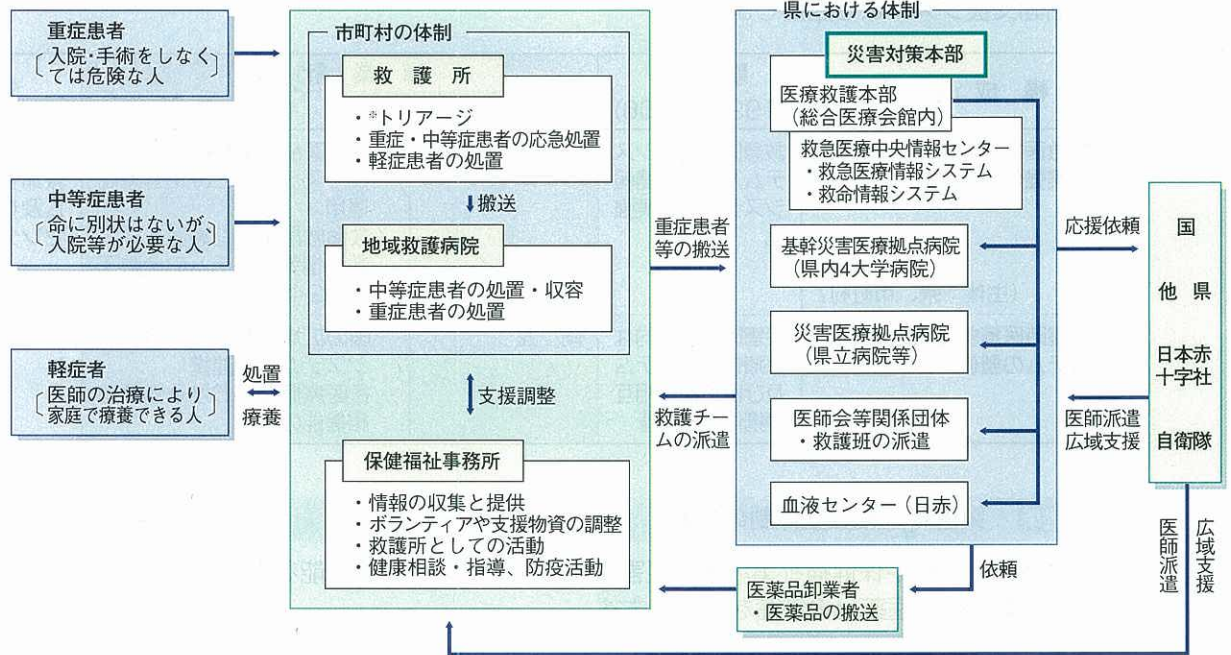 重症患者
入院・手術をしなく
ては危険な人
中等症患者
命に別状はないが、
入院等が必要な人
軽症者
医師の治療により
家庭で療養できる人
処置
療養
市町村の体制
救護所
・※トリアージ
・重症・中等症患者の応急処置
・軽症患者の処置
搬送
地域救護病院
・中等症患者の処置・収容
・重症患者の処置
支援調整
保健福祉事務所
・情報の収集と提供
・ボランティアや支援物資の調整
・救護所としての活動
・健康相談・指導、防疫活動
重症患者
等の搬送
救護チー
ムの派遣
県における体制
災害対策本部
医療救護本部
(総合医療会館内)
救急医療中央情報センター
・救急医療情報システム
・救命情報システム
基幹災害医療拠点病院
(県内4大学病院)
災害医療拠点病院
(県立病院等)
医師会等関係団体
・救護班の派遣
血液センター(日赤)
依頼
医薬品卸業者
・医薬品の搬送
応援依頼
医師派遣
広域支援
国
他県
日本赤
十字社
自衛隊
広域支援
医師派遣